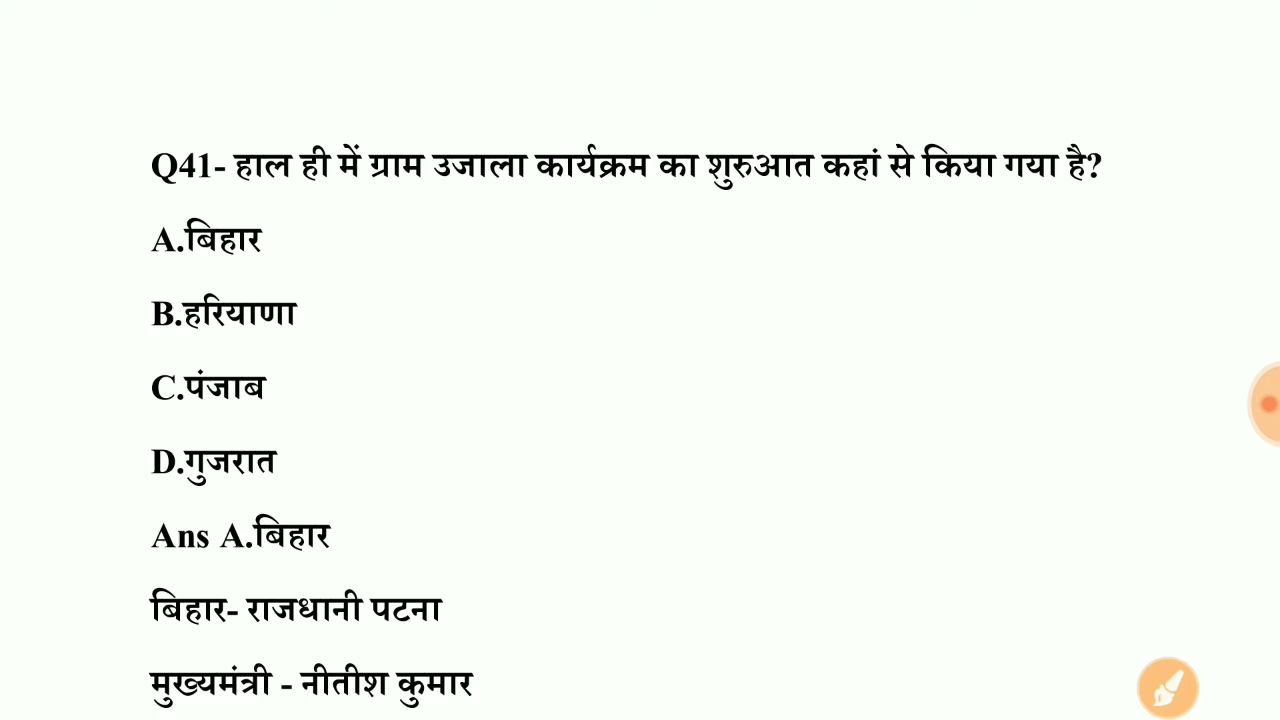 Q41- हाल ही में ग्राम उजाला कार्यक्रम का शुरुआत कहां से किया गया है?
A.बिहार
B.हरियाणा
C.पंजाब
D.गुजरात
Ans A.बिहार
बिहार- राजधानी पटना
मुख्यमंत्री - नीतीश कुमार